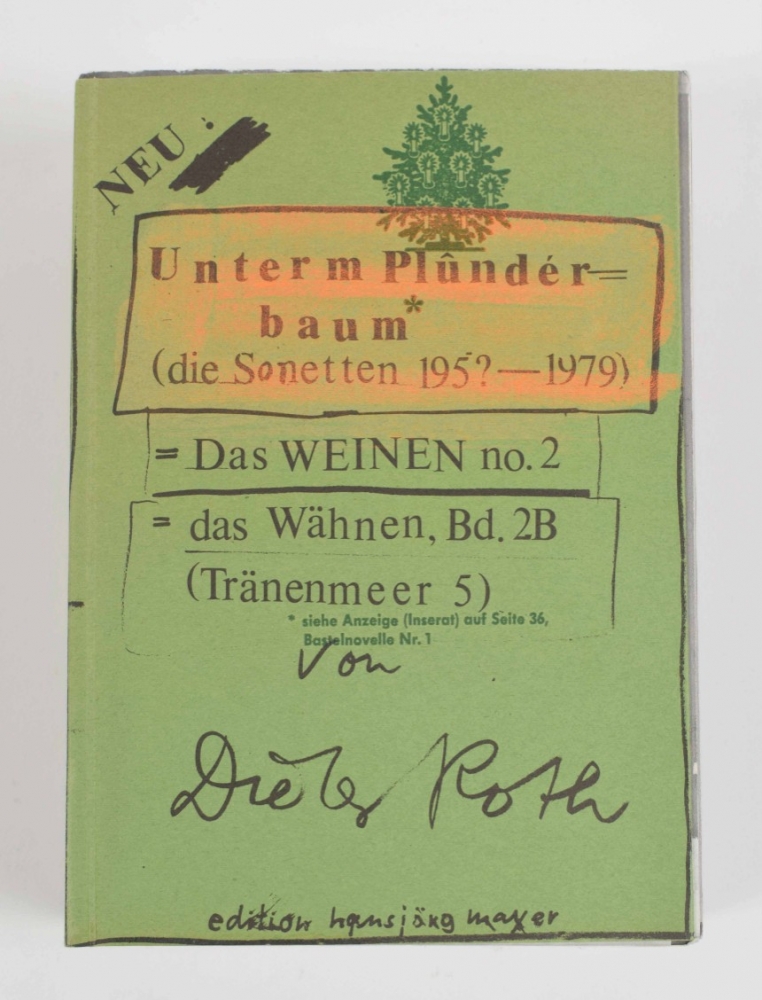 NEU!
Unterm Plûndér=
baum*
(die Sonetten 195?—1979)
= Das WEINEN no. 2
= das Wähnen, Bd. 2B
(Tränenmeer 5)
* siehe Anzeige (Inserat) auf Seite 36,
Bastelnovelle Nr. 1
von
Dieter Roth
edition hansjörg mayer